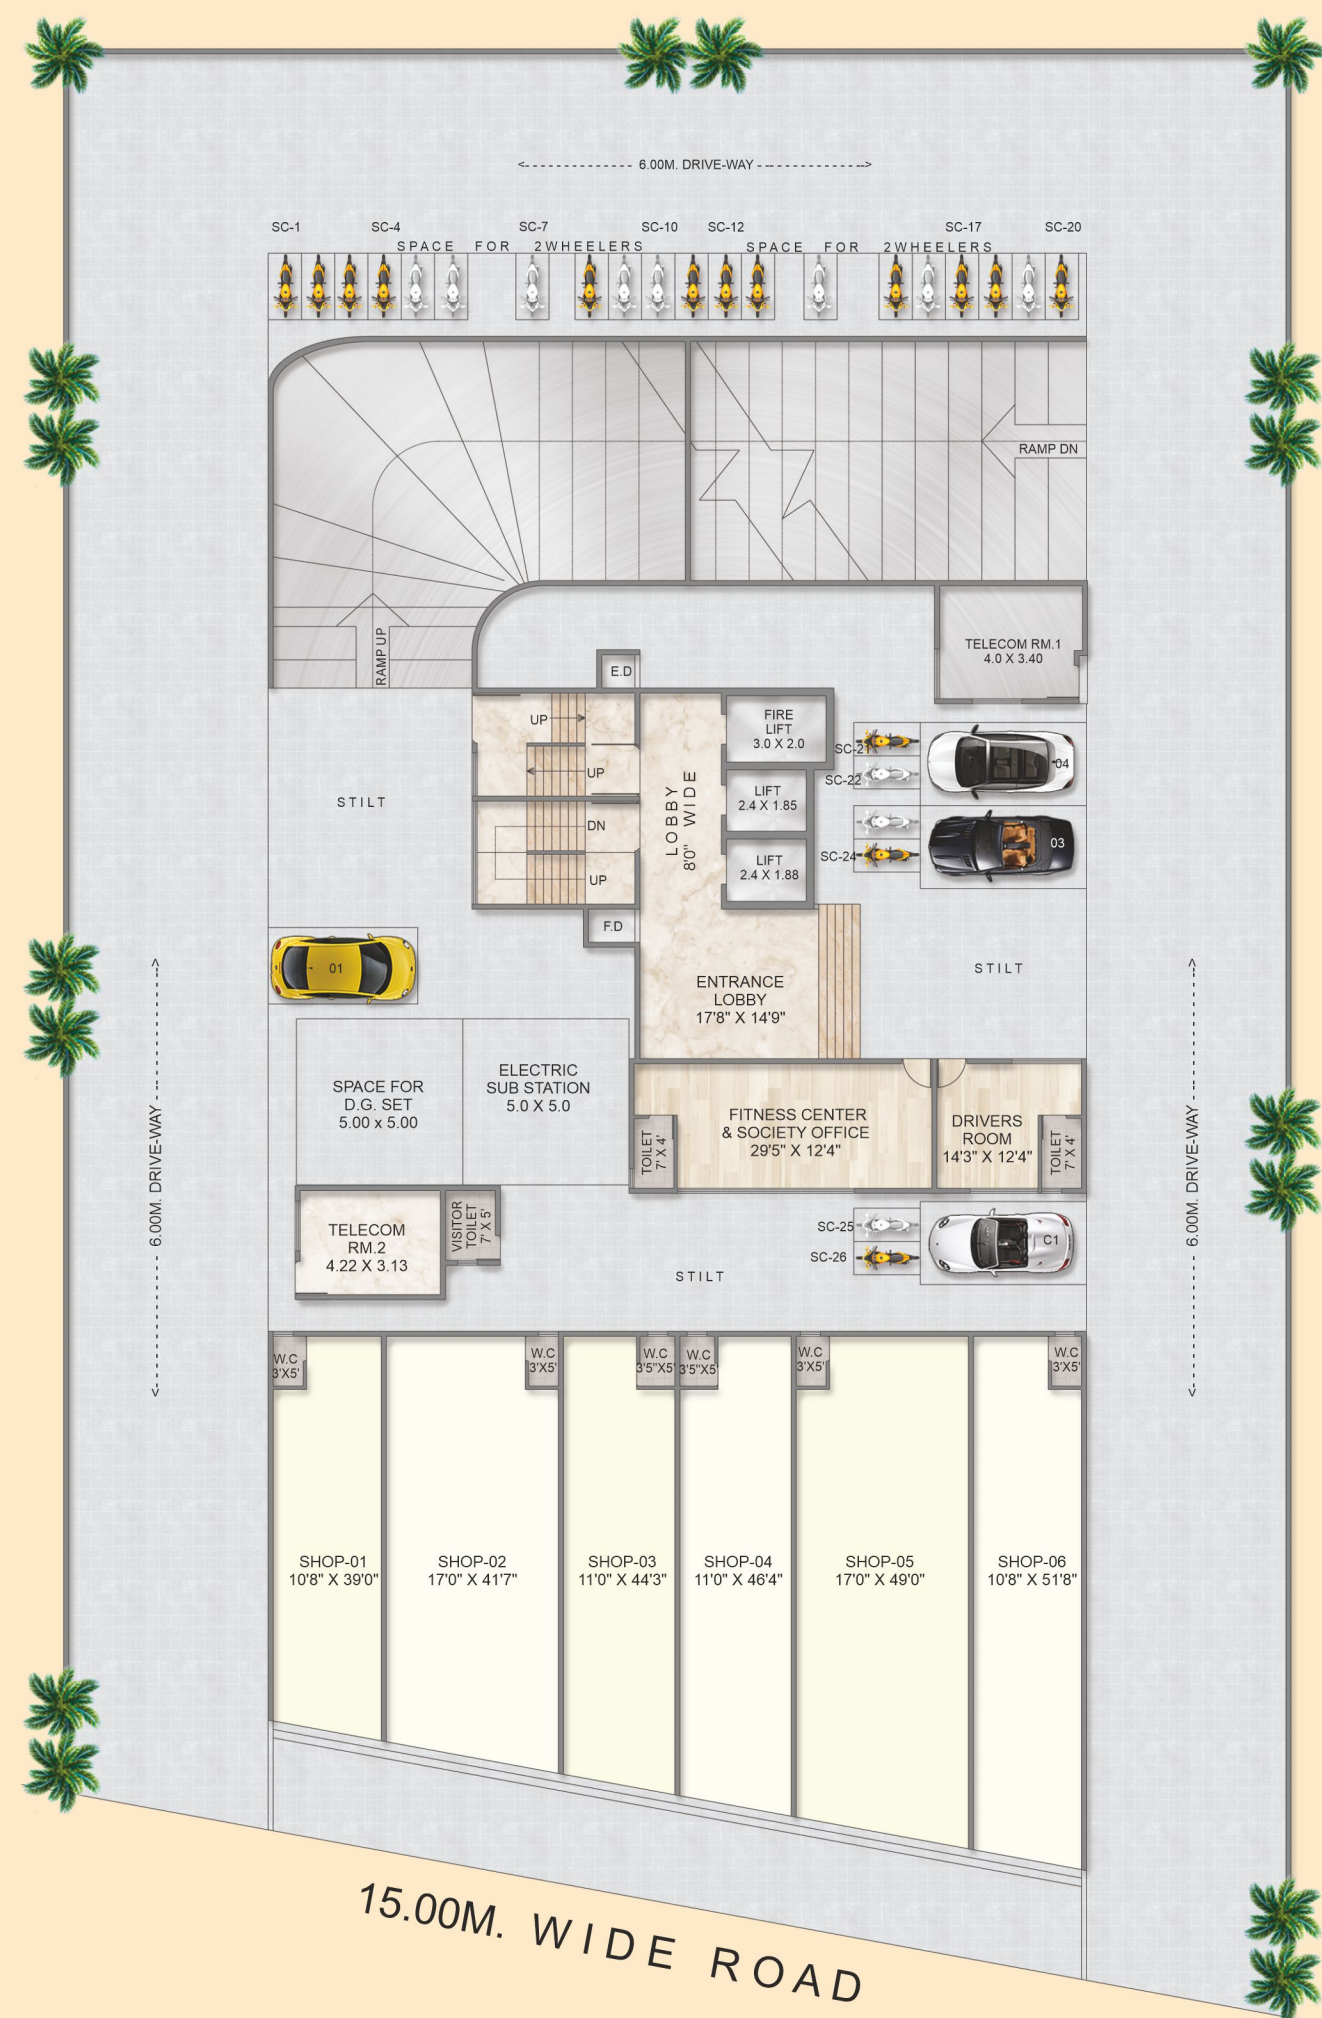 <----------- 6.00M. DRIVE-WAY ----------->
SC-1
SC-4
SC-7
SC-10
SC-12
SC-17
SC-20
SPACE FOR 2WHEELERS
SPACE FOR 2WHEELERS
RAMP DN
RAMP UP
TELECOM RM.1
4.0 X 3.40
E.D
UP
UP
DN
UP
LOBBY
8'0" WIDE
FIRE
LIFT
3.0 X 2.0
LIFT
2.4 X 1.85
LIFT
2.4 X 1.88
SC-21
SC-22
SC-24
04
03
STILT
F.D
01
ENTRANCE
LOBBY
17'8" X 14'9"
STILT
SPACE FOR
D.G. SET
5.00 x 5.00
ELECTRIC
SUB STATION
5.0 X 5.0
FITNESS CENTER
& SOCIETY OFFICE
29'5" X 12'4"
TOILET
7' X 4'
DRIVERS
ROOM
14'3" X 12'4"
TOILET
7' X 4'
6.00M. DRIVE-WAY
6.00M. DRIVE-WAY
TELECOM
RM.2
4.22 X 3.13
VISITOR
TOILET
7' X 5'
SC-25
SC-26
C1
STILT
W.C
3'X5'
W.C
3'X5'
W.C
3'5"X5'
W.C
3'5"X5'
W.C
3'X5'
W.C
3'X5'
SHOP-01
10'8" X 39'0"
SHOP-02
17'0" X 41'7"
SHOP-03
11'0" X 44'3"
SHOP-04
11'0" X 46'4"
SHOP-05
17'0" X 49'0"
SHOP-06
10'8" X 51'8"
15.00M. WIDE ROAD